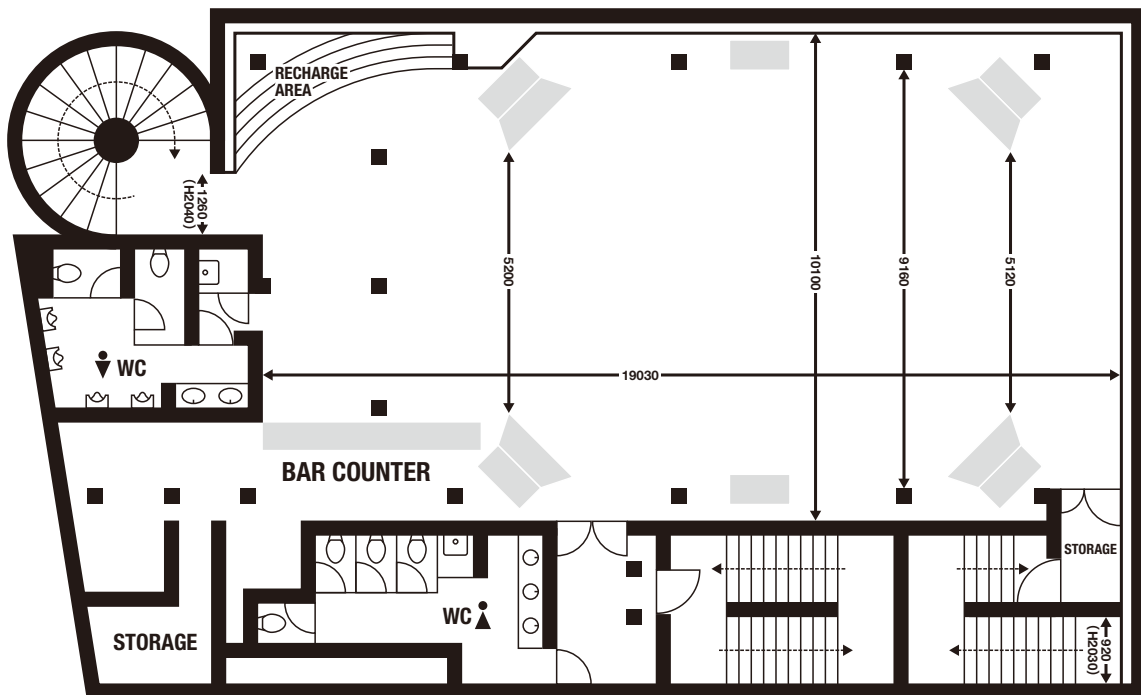 RECHARGE
AREA
1260
(H2040)
5200
10100
9160
5120
WC
19030
BAR COUNTER
STORAGE
WC
STORAGE
920
(H2030)